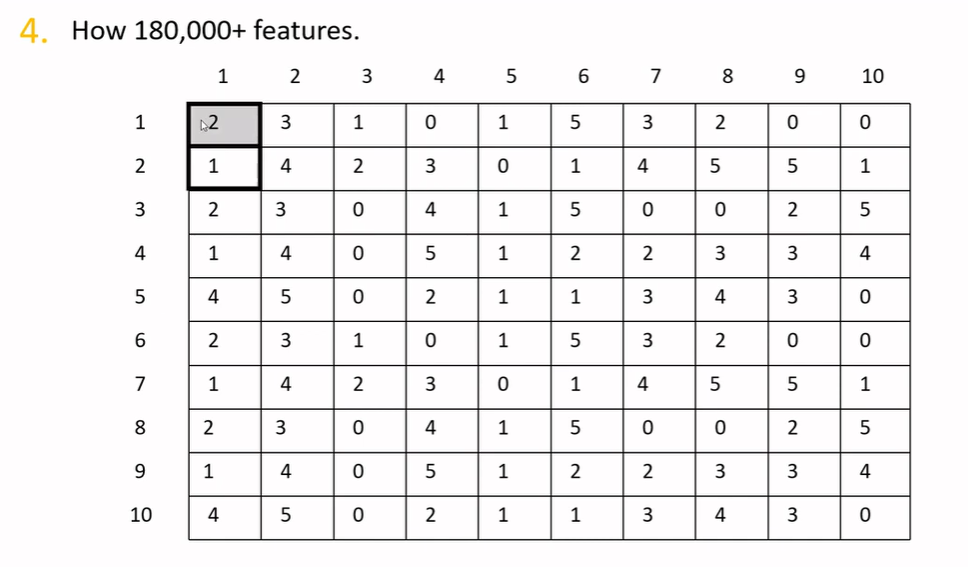 4. How 180,000+ features.
1 2 3 4 5 6 7 8 9 10
1 2 3 1 0 1 5 3 2 0 0
2 1 4 2 3 0 1 4 5 5 1
3 2 3 0 4 1 5 0 0 2 5
4 1 4 0 5 1 2 2 3 3 4
5 4 5 0 2 1 1 3 4 3 0
6 2 3 1 0 1 5 3 2 0 0
7 1 4 2 3 0 1 4 5 5 1
8 2 3 0 4 1 5 0 0 2 5
9 1 4 0 5 1 2 2 3 3 4
10 4 5 0 2 1 1 3 4 3 0